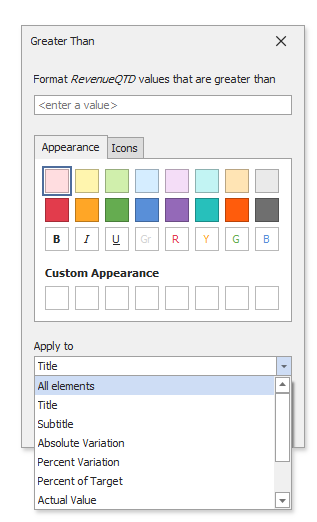 Greater Than
Format RevenueQTD values that are greater than
<enter a value>
Appearance Icons
B I U Gr R Y G B
Custom Appearance
Apply to
Title
All elements
Title
Subtitle
Absolute Variation
Percent Variation
Percent of Target
Actual Value